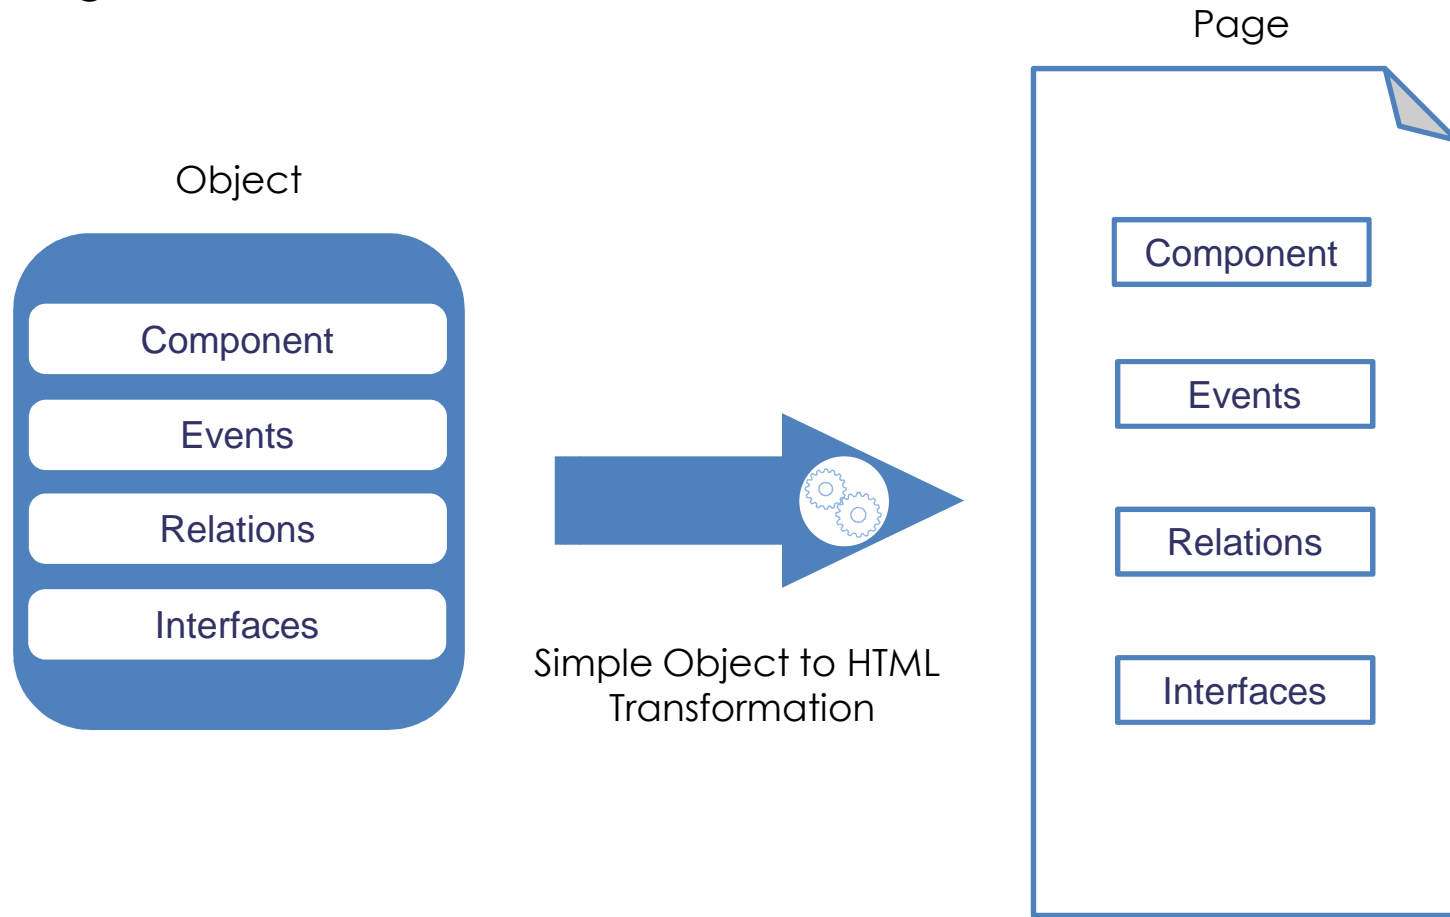 Page
Object
Component
Events
Relations
Interfaces
Simple Object to HTML
Transformation
Component
Events
Relations
Interfaces